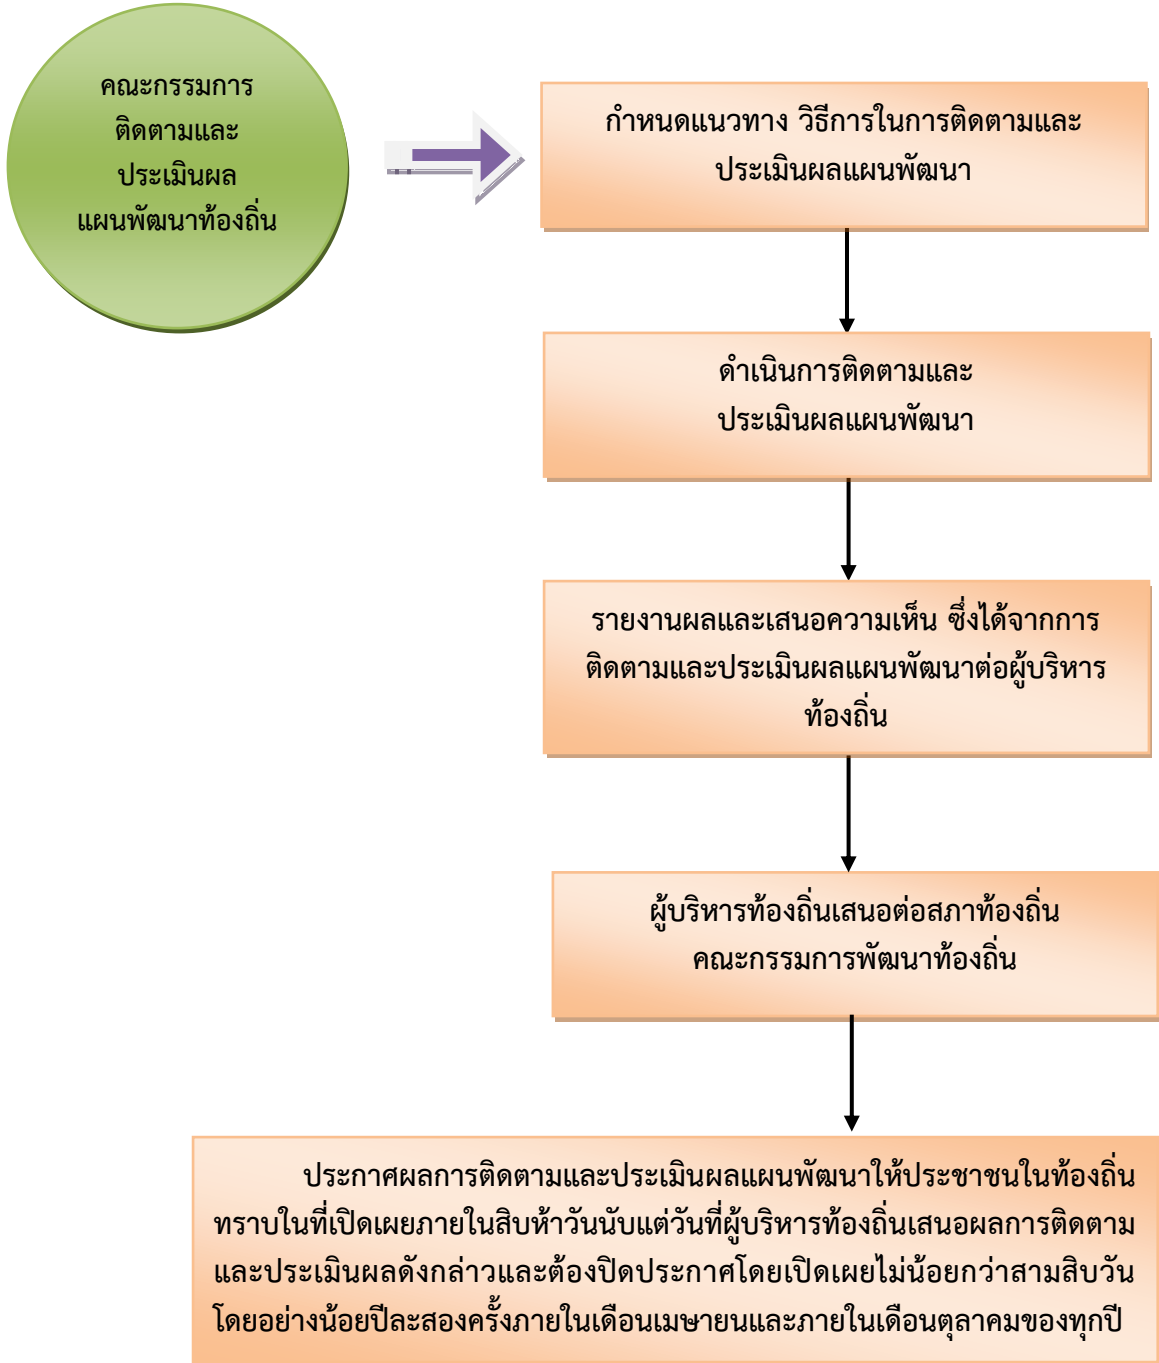 คณะกรรมการ
ติดตามและ
ประเมินผล
แผนพัฒนาท้องถิ่น
กำหนดแนวทาง วิธีการในการติดตามและ
ประเมินผลแผนพัฒนา
ดำเนินการติดตามและ
ประเมินผลแผนพัฒนา
รายงานผลและเสนอความเห็น ซึ่งได้จากการ
ติดตามและประเมินผลแผนพัฒนาต่อผู้บริหาร
ท้องถิ่น
ผู้บริหารท้องถิ่นเสนอต่อสภาท้องถิ่น
คณะกรรมการพัฒนาท้องถิ่น
ประกาศผลการติดตามและประเมินผลแผนพัฒนาให้ประชาชนในท้องถิ่น
ทราบในที่เปิดเผยภายในสิบห้าวันนับแต่วันที่ผู้บริหารท้องถิ่นเสนอผลการติดตาม
และประเมินผลดังกล่าวและต้องปิดประกาศโดยเปิดเผยไม่น้อยกว่าสามสิบวัน
โดยอย่างน้อยปีละสองครั้งภายในเดือนเมษายนและภายในเดือนตุลาคมของทุกปี